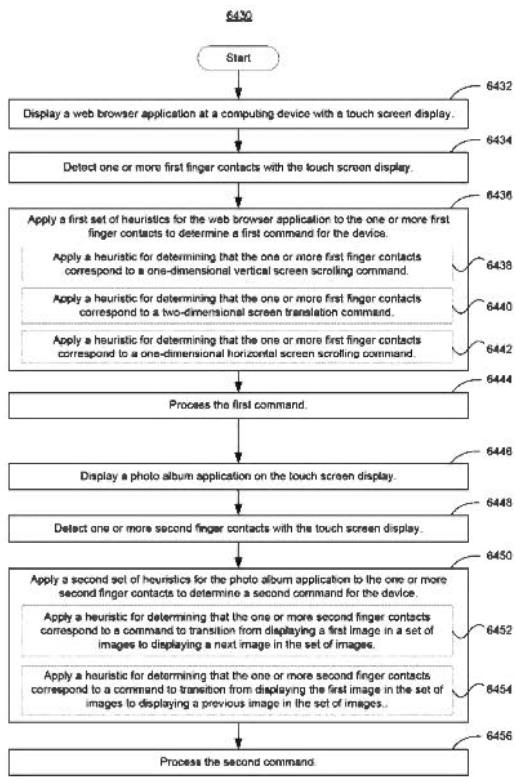 6430
Start
6432
Display a web browser application at a computing device with a touch screen display.
6434
Detect one or more first finger contacts with the touch screen display.
6436
Apply a first set of heuristics for the web browser application to the one or more first
finger contacts to determine a first command for the device.
Apply a heuristic for determining that the one or more first finger contacts
correspond to a one-dimensional vertical screen scrolling command.
6438
Apply a heuristic for determining that the one or more first finger contacts
correspond to a two-dimensional screen translation command.
6440
Apply a heuristic for determining that the one or more first finger contacts
correspond to a one-dimensional horizontal screen scrolling command.
6442
6444
Process the first command.
6446
Display a photo album application on the touch screen display.
6448
Detect one or more second finger contacts with the touch screen display.
6450
Apply a second set of heuristics for the photo album application to the one or more
second finger contacts to determine a second command for the device.
Apply a heuristic for determining that the one or more second finger contacts
correspond to a command to transition from displaying a first image in a set of
images to displaying a next image in the set of images.
6452
Apply a heuristic for determining that the one or more second finger contacts
correspond to a command to transition from displaying the first image in the set of
images to displaying a previous image in the set of images..
6454
6456
Process the second command.